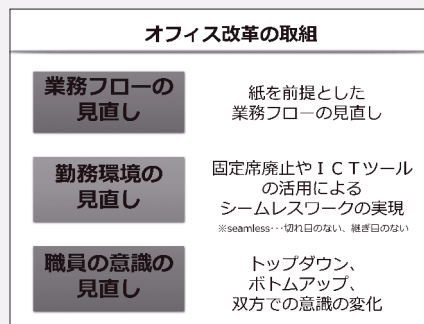 オフィス改革の取組
業務フローの
見直し
紙を前提とした
業務フローの見直し
勤務環境の
見直し
固定席廃止やＩＣＴツール
の活用による
シームレスワークの実現
※seamless･･･切れ目のない、継ぎ目のない
職員の意識の
見直し
トップダウン、
ボトムアップ、
双方での意識の変化